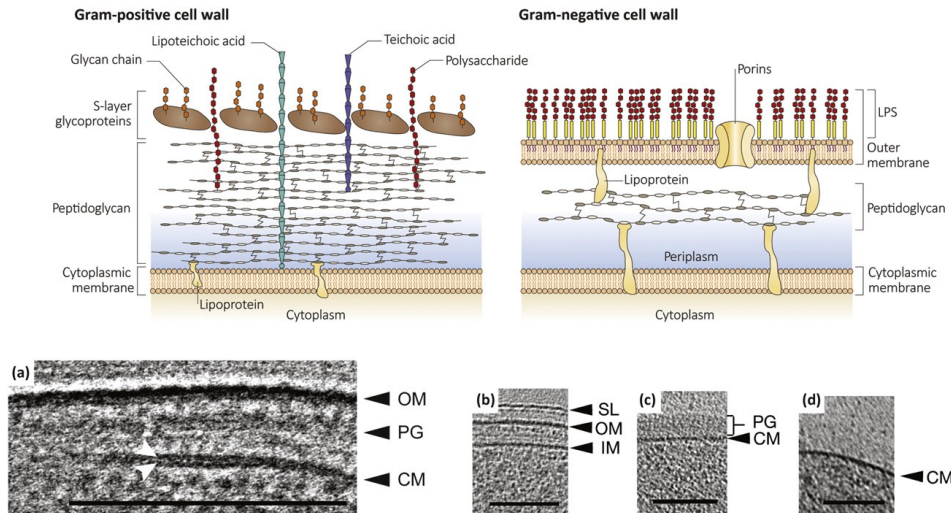 Gram-positive cell wall
Lipoteichoic acid
Teichoic acid
Glycan chain
Polysaccharide
S-layer
glycoproteins
Peptidoglycan
Cytoplasmic
membrane
Lipoprotein
Cytoplasm
Gram-negative cell wall
Porins
LPS
Outer
membrane
Lipoprotein
Peptidoglycan
Periplasm
Cytoplasmic
membrane
Cytoplasm
(a)
OM
PG
CM
(b)
SL
OM
IM
(c)
PG
CM
(d)
CM